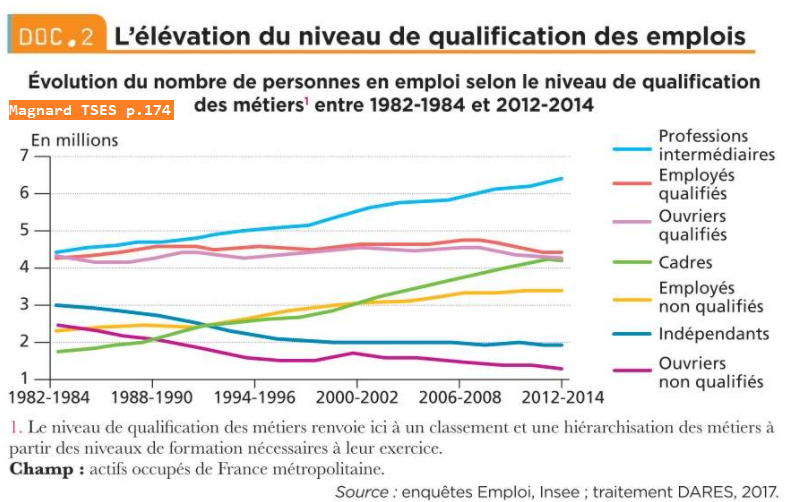 DOC.2 L'élévation du niveau de qualification des emplois
Évolution du nombre de personnes en emploi selon le niveau de qualification
des métiers¹ entre 1982-1984 et 2012-2014
Magnard TSES p.174
En millions
7
6
5
4
3
2
1
1982-1984 1988-1990 1994-1996 2000-2002 2006-2008 2012-2014
Professions
intermédiaires
Employés
qualifiés
Ouvriers
qualifiés
Cadres
Employés
non qualifiés
Indépendants
Ouvriers
non qualifiés
1. Le niveau de qualification des métiers renvoie ici à un classement et une hiérarchisation des métiers à
partir des niveaux de formation nécessaires à leur exercice.
Champ : actifs occupés de France métropolitaine.
Source : enquêtes Emploi, Insee ; traitement DARES, 2017.